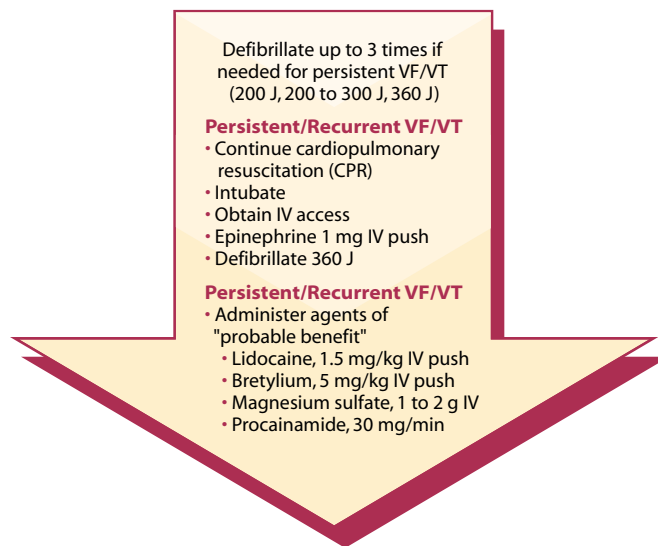 Defibrillate up to 3 times if
needed for persistent VF/VT
(200 J, 200 to 300 J, 360 J)
Persistent/Recurrent VF/VT
• Continue cardiopulmonary
resuscitation (CPR)
• Intubate
• Obtain IV access
• Epinephrine 1 mg IV push
• Defibrillate 360 J
Persistent/Recurrent VF/VT
• Administer agents of
"probable benefit"
• Lidocaine, 1.5 mg/kg IV push
• Bretylium, 5 mg/kg IV push
• Magnesium sulfate, 1 to 2 g IV
• Procainamide, 30 mg/min